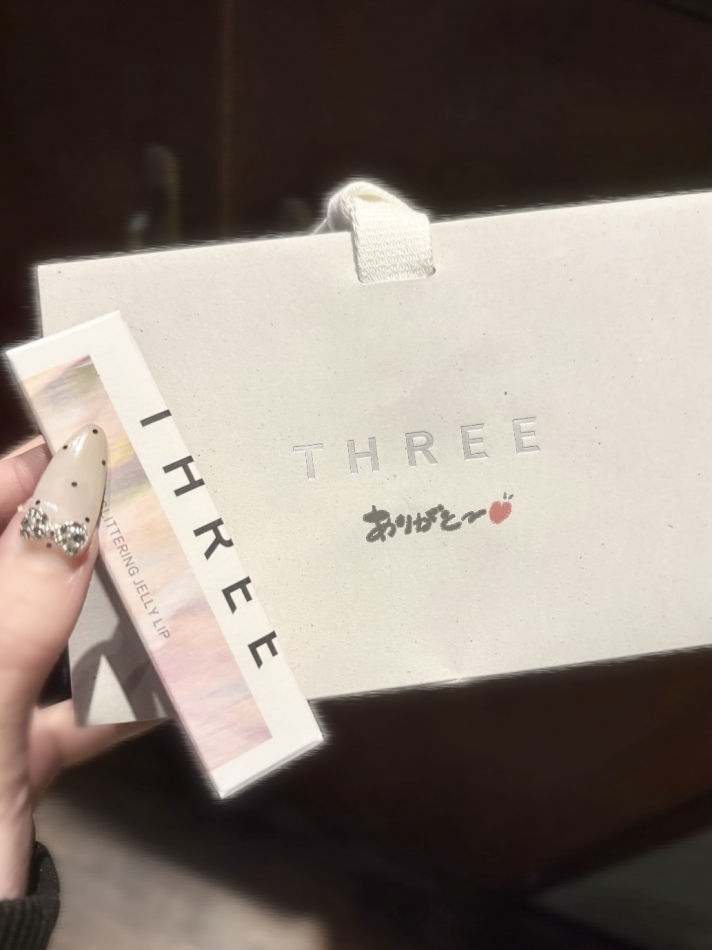 THREE
ありがと〜
THREE
GLITTERING JELLY LIP